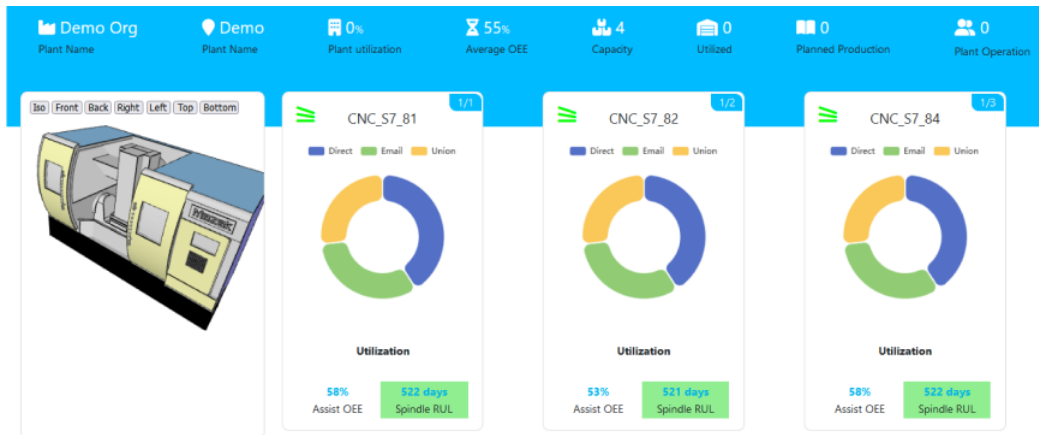 Demo Org
Plant Name
Demo
Plant Name
0%
Plant utilization
55%
Average OEE
4
Capacity
0
Utilized
0
Planned Production
0
Plant Operation
Iso Front Back Right Left Top Bottom
Mazak
1/1
CNC_S7_81
Direct Email Union
Utilization
58%
Assist OEE
522 days
Spindle RUL
1/2
CNC_S7_82
Direct Email Union
Utilization
53%
Assist OEE
521 days
Spindle RUL
1/3
CNC_S7_84
Direct Email Union
Utilization
58%
Assist OEE
522 days
Spindle RUL